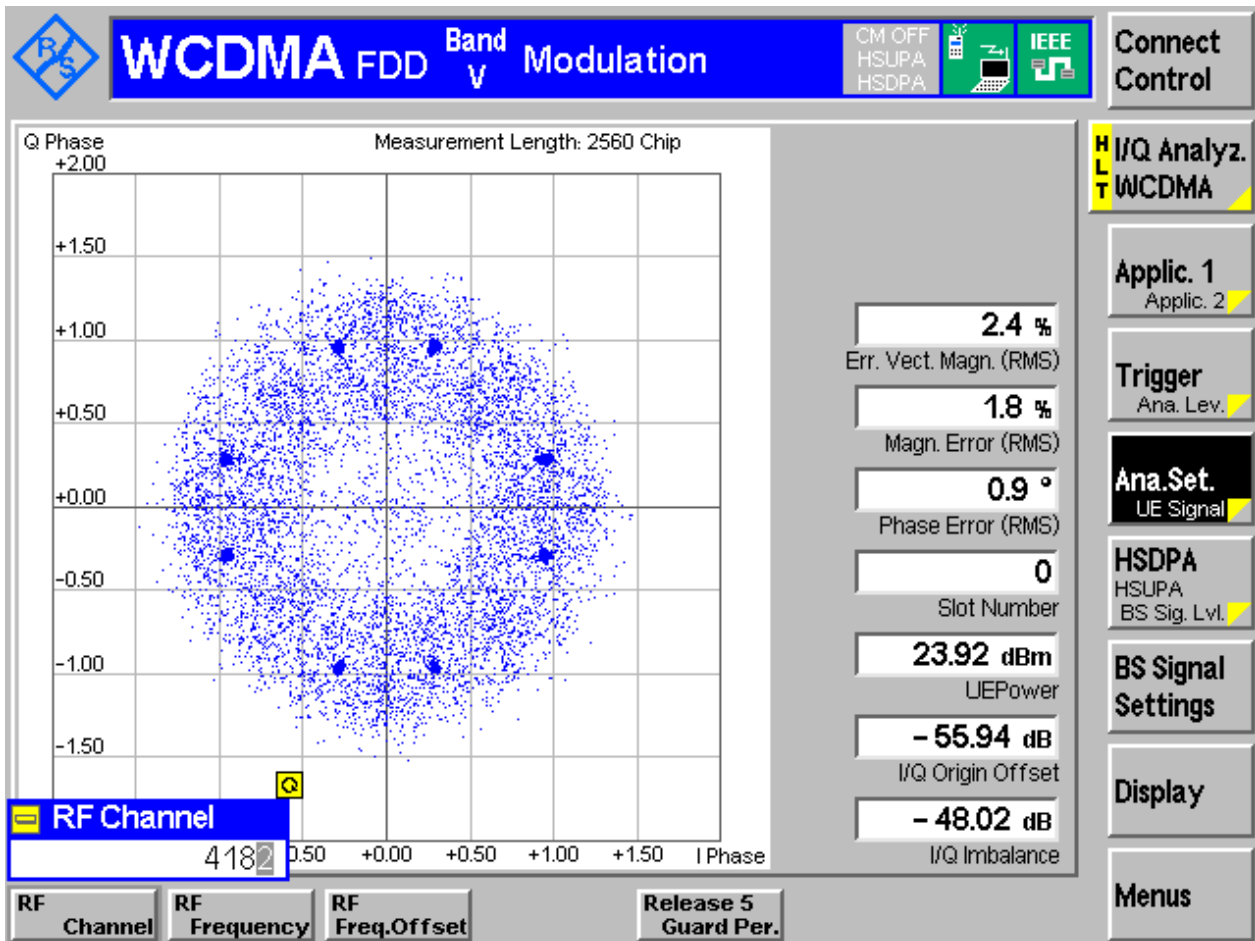 R&S
WCDMA FDD Band V Modulation
CM OFF
HSUPA
HSDPA
IEEE
Connect
Control
Q Phase
Measurement Length: 2560 Chip
+2.00
+1.50
+1.00
+0.50
+0.00
-0.50
-1.00
-1.50
Q
RF Channel
4182
0.50 +0.00 +0.50 +1.00 +1.50 I Phase
2.4 %
Err. Vect. Magn. (RMS)
1.8 %
Magn. Error (RMS)
0.9 °
Phase Error (RMS)
0
Slot Number
23.92 dBm
UEPower
- 55.94 dB
I/Q Origin Offset
- 48.02 dB
I/Q Imbalance
HLT
I/Q Analyz.
WCDMA
Applic. 1
Applic. 2
Trigger
Ana. Lev.
Ana.Set.
UE Signal
HSDPA
HSUPA
BS Sig. Lvl.
BS Signal
Settings
Display
Menus
RF
Channel
RF
Frequency
RF
Freq.Offset
Release 5
Guard Per.